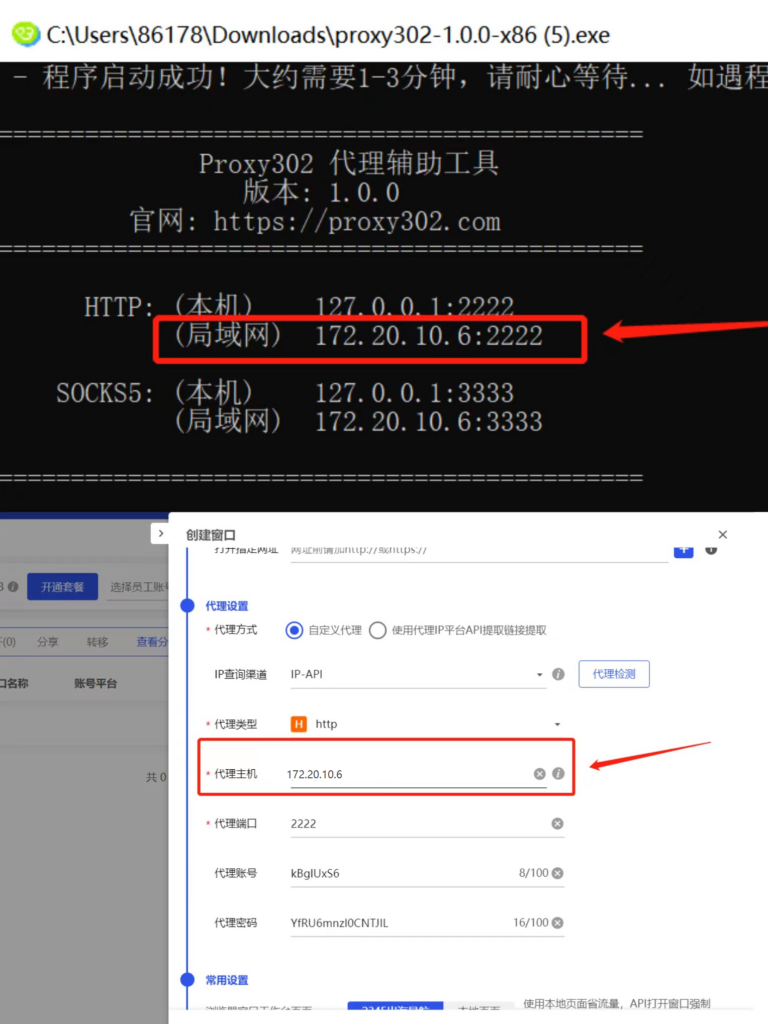 C:\Users\86178\Downloads\proxy302-1.0.0-x86 (5).exe
- 程序启动成功! 大约需要1-3分钟, 请耐心等待... 如遇程
==============================================
Proxy302 代理辅助工具
版本: 1.0.0
官网: https://proxy302.com
==============================================
HTTP: (本机) 127.0.0.1:2222
(局域网) 172.20.10.6:2222
SOCKS5: (本机) 127.0.0.1:3333
(局域网) 172.20.10.6:3333
==============================================
创建窗口
打开指定网址 网址前请加http://或https://
开通套餐 选择员工账号
代理设置
* 代理方式 自定义代理 使用代理IP平台API提取链接提取
(0) 分享 转移 查看分
IP查询渠道 IP-API 代理检测
口名称 账号平台
* 代理类型 H http
* 代理主机 172.20.10.6
共 0
* 代理端口 2222
代理账号 kBglUxS6 8/100
代理密码 YfRU6mnzl0CNTJIL 16/100
常用设置
使用本地页面省流量，API打开窗口强制